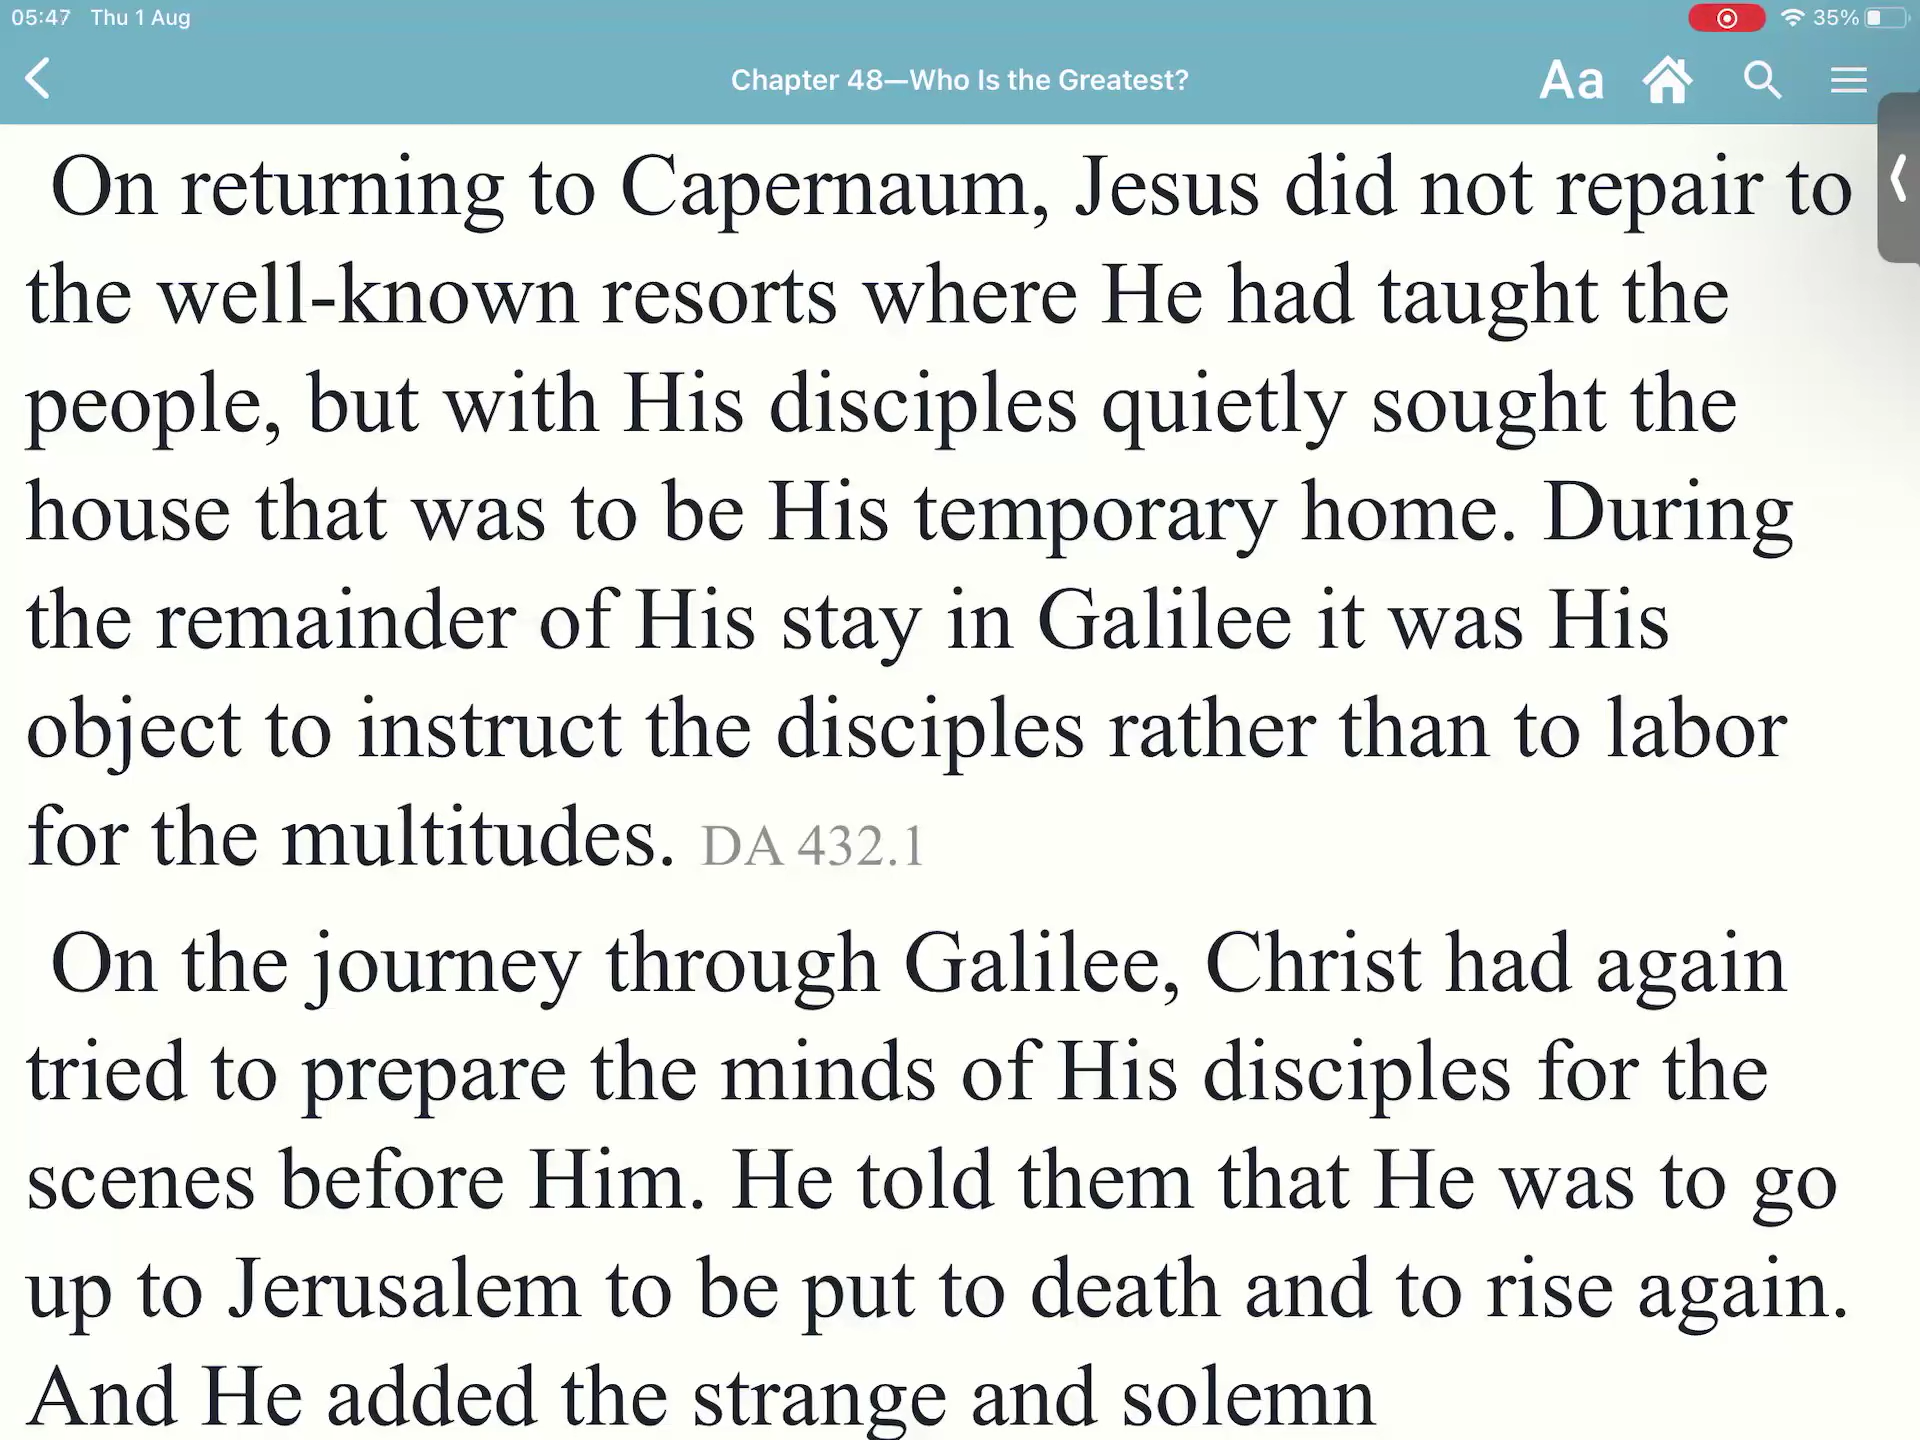 05:47 Thu 1 Aug
35%
Chapter 48—Who Is the Greatest?
Aa
On returning to Capernaum, Jesus did not repair to
the well-known resorts where He had taught the
people, but with His disciples quietly sought the
house that was to be His temporary home. During
the remainder of His stay in Galilee it was His
object to instruct the disciples rather than to labor
for the multitudes. DA 432.1
On the journey through Galilee, Christ had again
tried to prepare the minds of His disciples for the
scenes before Him. He told them that He was to go
up to Jerusalem to be put to death and to rise again.
And He added the strange and solemn